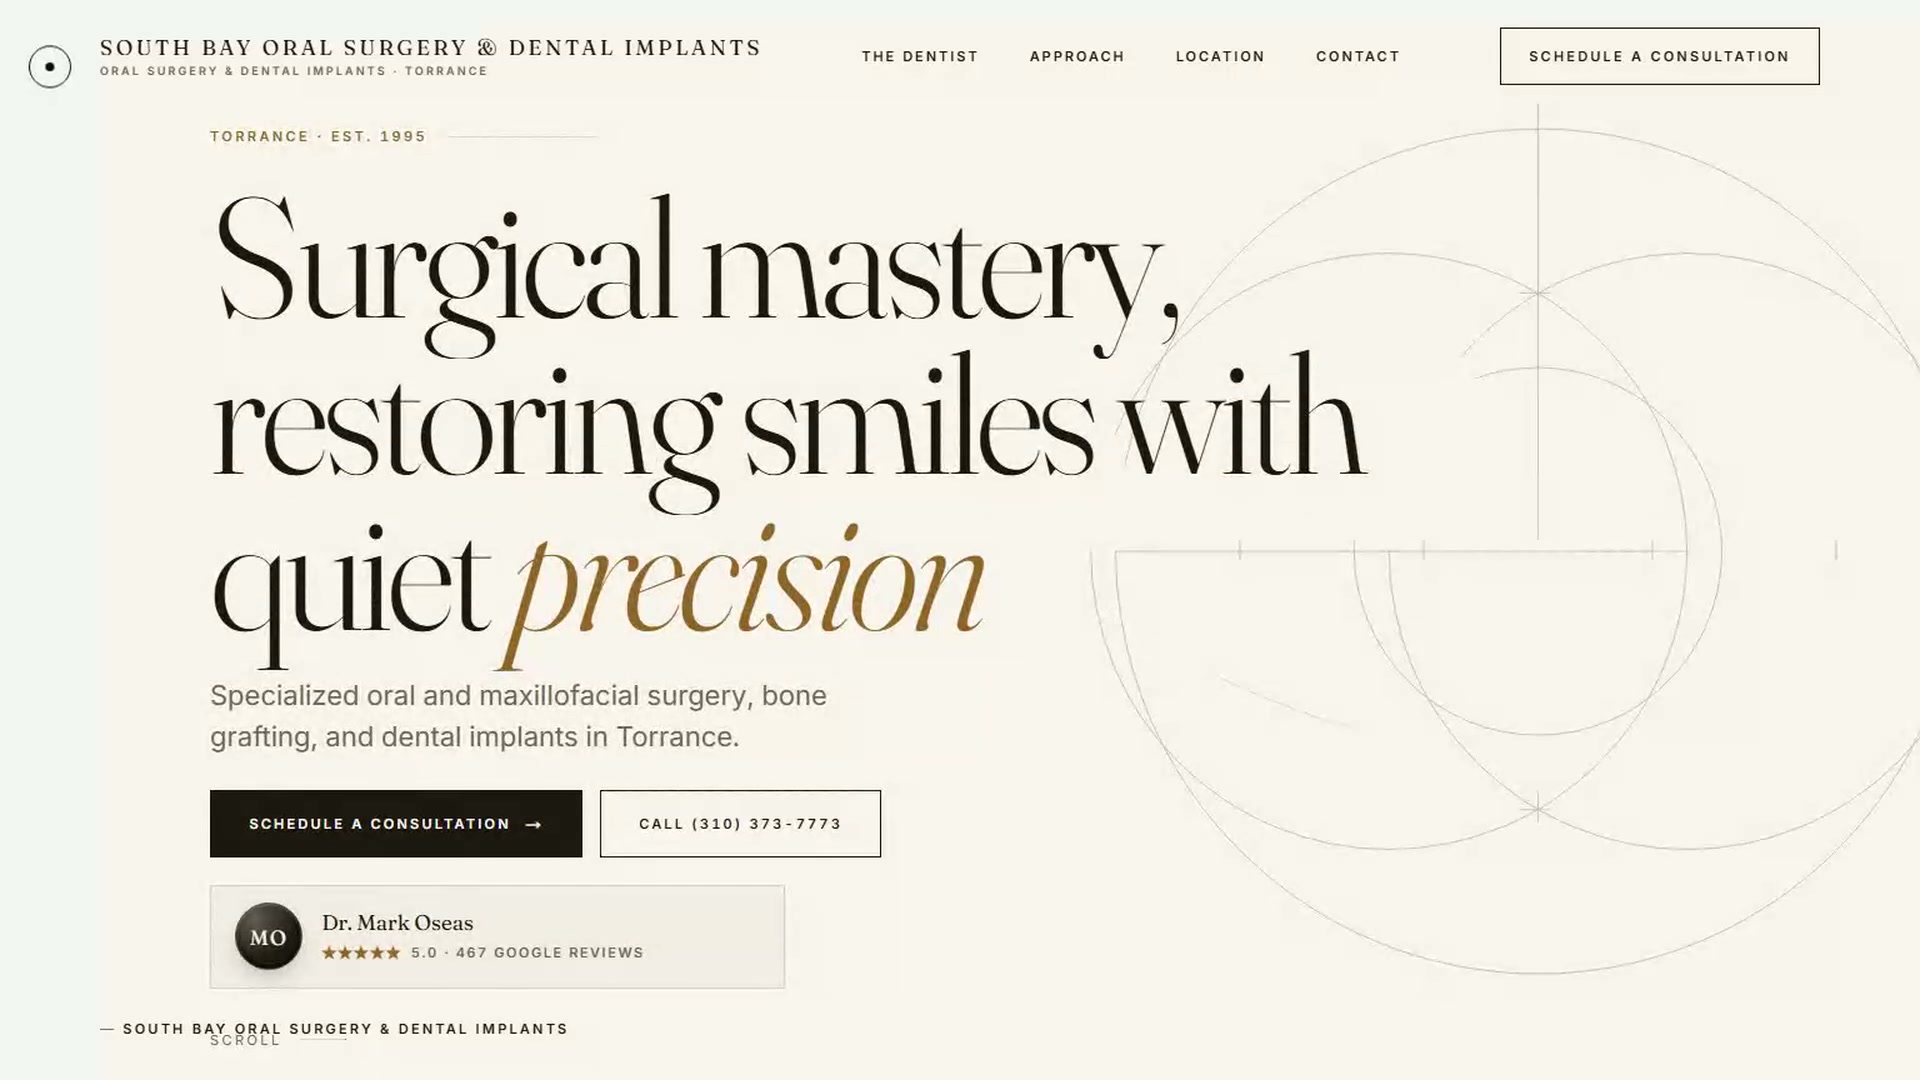 SOUTH BAY ORAL SURGERY & DENTAL IMPLANTS
ORAL SURGERY & DENTAL IMPLANTS · TORRANCE
THE DENTIST
APPROACH
LOCATION
CONTACT
SCHEDULE A CONSULTATION
TORRANCE · EST. 1995
Surgical mastery,
restoring smiles with
quiet precision
Specialized oral and maxillofacial surgery, bone
grafting, and dental implants in Torrance.
SCHEDULE A CONSULTATION →
CALL (310) 373-7773
MO
Dr. Mark Oseas
★★★★★ 5.0 · 467 GOOGLE REVIEWS
— SOUTH BAY ORAL SURGERY & DENTAL IMPLANTS
SCROLL